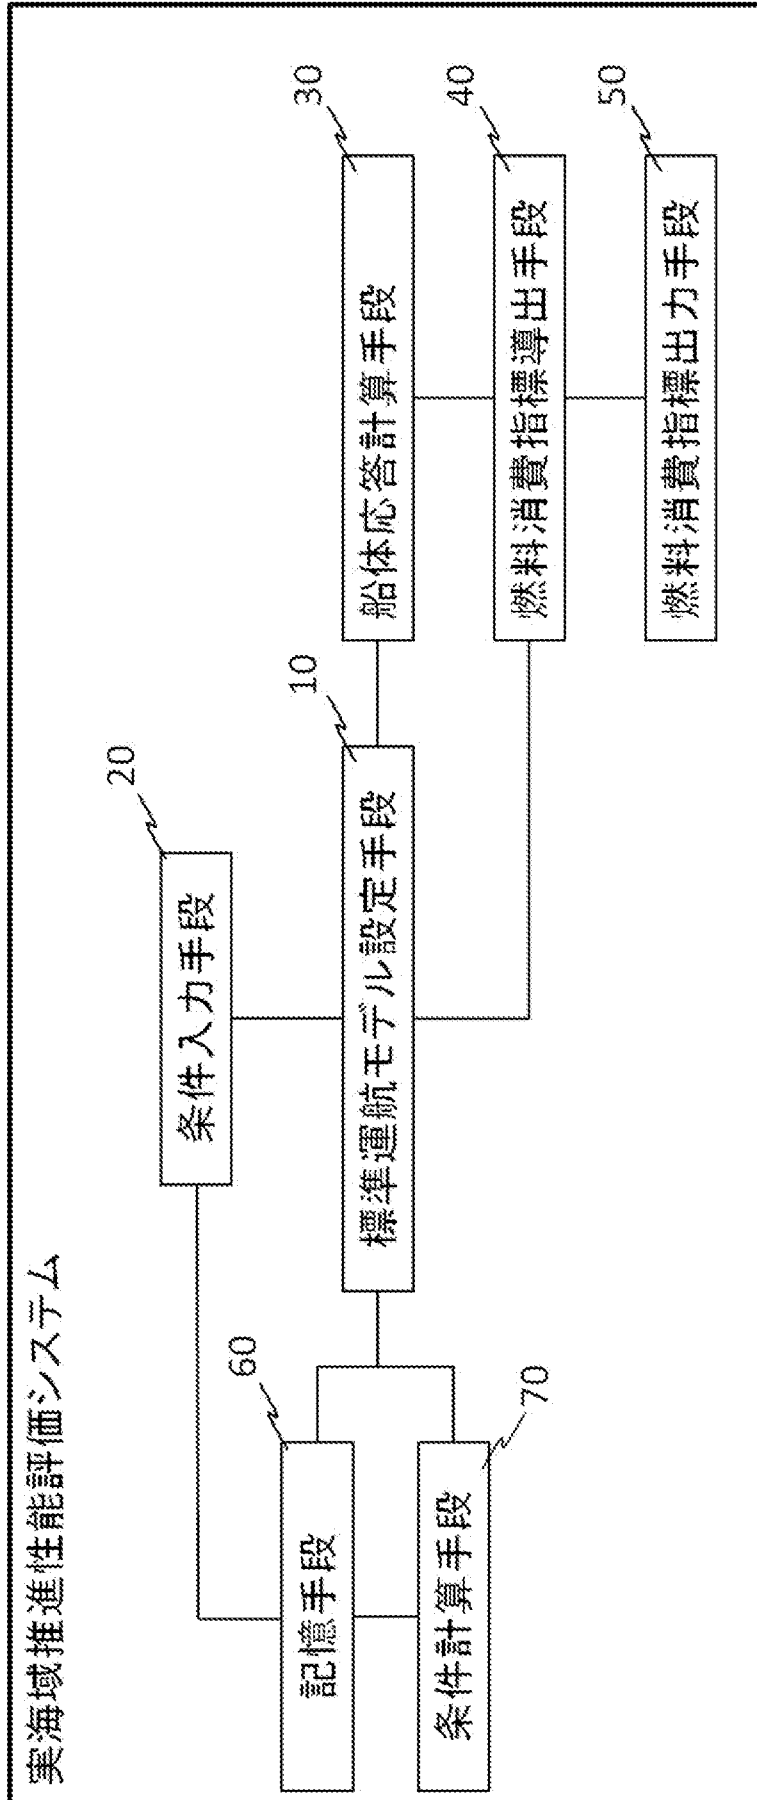 実海域推進性能評価システム
20
条件入力手段
60
記憶手段
10
標準運航モデル設定手段
30
船体応答計算手段
70
条件計算手段
40
燃料消費指標導出手段
50
燃料消費指標出力手段